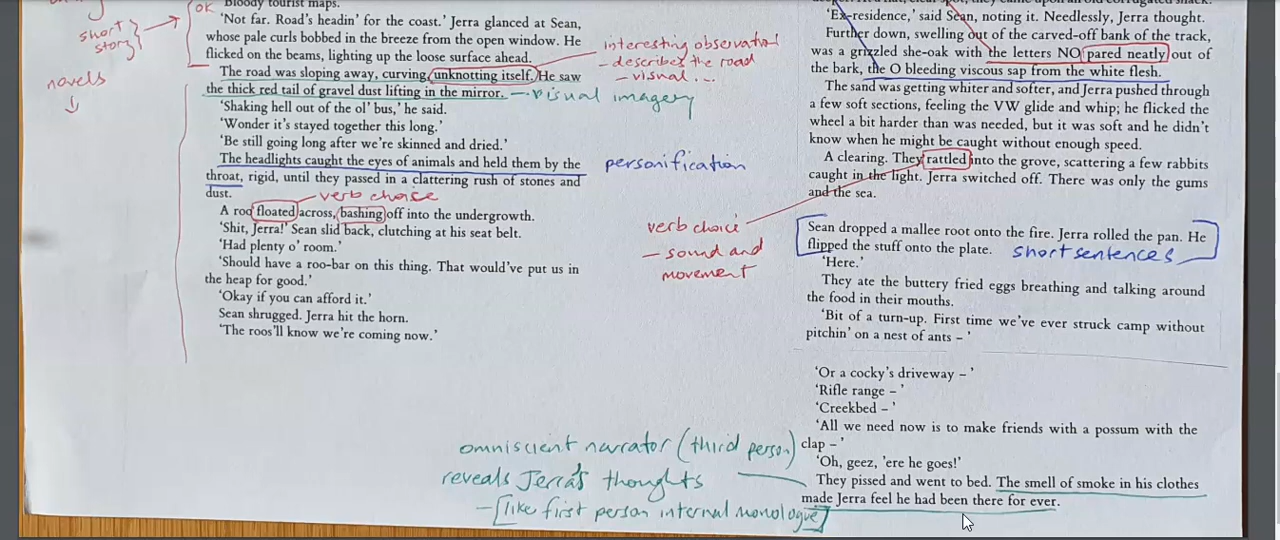 Bloody tourist maps.
OK
short
story
novels
'Not far. Road's headin' for the coast.' Jerra glanced at Sean,
whose pale curls bobbed in the breeze from the open window. He
flicked on the beams, lighting up the loose surface ahead.
The road was sloping away, curving, unknotting itself. He saw
the thick red tail of gravel dust lifting in the mirror.
interesting observation
- describes the road
- visual ...
— visual imagery
'Shaking hell out of the ol' bus,' he said.
'Wonder it's stayed together this long.'
'Be still going long after we're skinned and dried.'
The headlights caught the eyes of animals and held them by the
throat, rigid, until they passed in a clattering rush of stones and
dust.
personification
verb choice
A roo floated across, bashing off into the undergrowth.
'Shit, Jerra!' Sean slid back, clutching at his seat belt.
'Had plenty o' room.'
'Should have a roo-bar on this thing. That would've put us in
the heap for good.'
'Okay if you can afford it.'
Sean shrugged. Jerra hit the horn.
'The roos'll know we're coming now.'
'Ex-residence,' said Sean, noting it. Needlessly, Jerra thought.
Further down, swelling out of the carved-off bank of the track,
was a grizzled she-oak with the letters NO pared neatly out of
the bark, the O bleeding viscous sap from the white flesh.
The sand was getting whiter and softer, and Jerra pushed through
a few soft sections, feeling the VW glide and whip; he flicked the
wheel a bit harder than was needed, but it was soft and he didn't
know when he might be caught without enough speed.
A clearing. They rattled into the grove, scattering a few rabbits
caught in the light. Jerra switched off. There was only the gums
and the sea.
verb choice
— sound and
movement
Sean dropped a mallee root onto the fire. Jerra rolled the pan. He
flipped the stuff onto the plate.
short sentences
'Here.'
They ate the buttery fried eggs breathing and talking around
the food in their mouths.
'Bit of a turn-up. First time we've ever struck camp without
pitchin' on a nest of ants – '
'Or a cocky's driveway – '
'Rifle range – '
'Creekbed – '
'All we need now is to make friends with a possum with the
clap – '
'Oh, geez, 'ere he goes!'
They pissed and went to bed. The smell of smoke in his clothes
made Jerra feel he had been there for ever.
omniscient narrator (third person)
reveals Jerra's thoughts
— [like first person internal monologue]